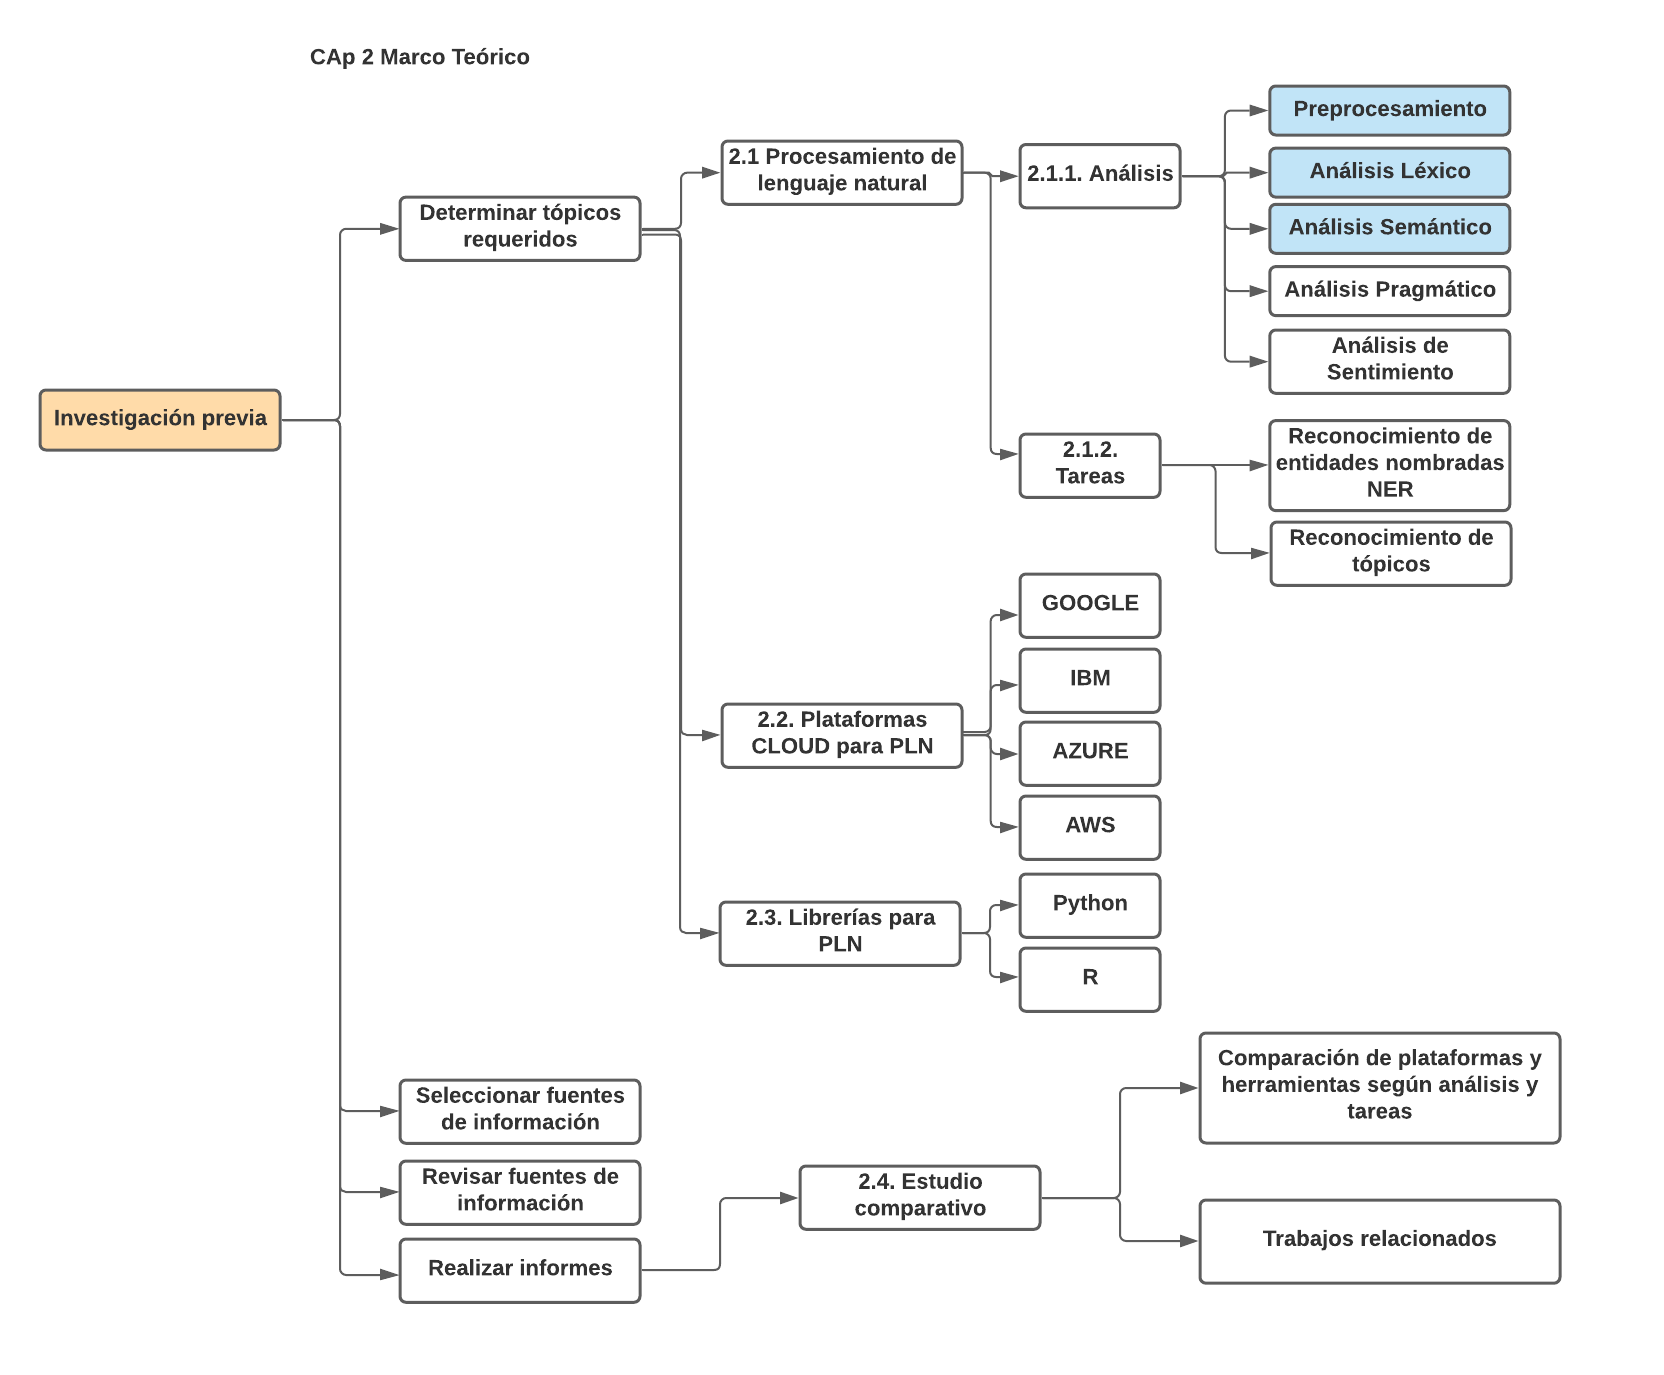 CAp 2 Marco Teórico
Investigación previa
Determinar tópicos
requeridos
2.1 Procesamiento de
lenguaje natural
2.1.1. Análisis
Preprocesamiento
Análisis Léxico
Análisis Semántico
Análisis Pragmático
Análisis de
Sentimiento
2.1.2.
Tareas
Reconocimiento de
entidades nombradas
NER
Reconocimiento de
tópicos
2.2. Plataformas
CLOUD para PLN
GOOGLE
IBM
AZURE
AWS
2.3. Librerías para
PLN
Python
R
Seleccionar fuentes
de información
Revisar fuentes de
información
Realizar informes
2.4. Estudio
comparativo
Comparación de plataformas y
herramientas según análisis y
tareas
Trabajos relacionados